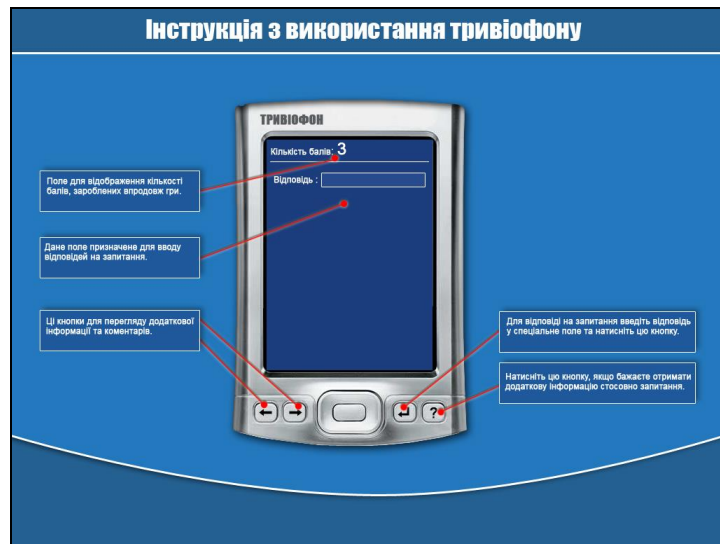 Інструкція з використання тривіофону
ТРИВІОФОН
Кількість балів: 3
Відповідь :
Поле для відображення кількості
балів, зароблених впродовж гри.
Дане поле призначене для вводу
відповідей на запитання.
Ці кнопки для перегляду додаткової
інформації та коментарів.
Для відповіді на запитання введіть відповідь
у спеціальне поле та натисніть цю кнопку.
Натисніть цю кнопку, якщо бажаєте отримати
додаткову інформацію стосовно запитання.
?